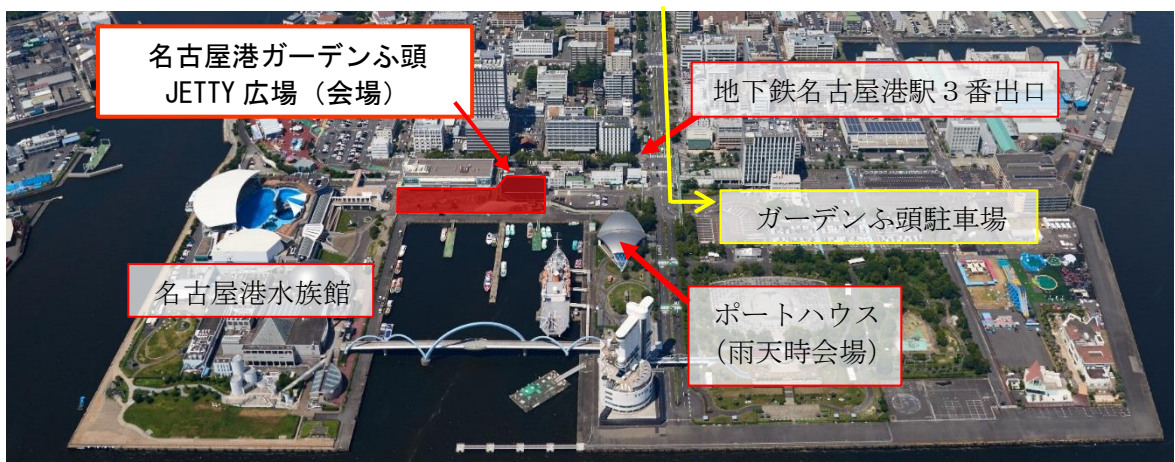 名古屋港ガーデンふ頭
JETTY 広場（会場）
地下鉄名古屋港駅３番出口
ガーデンふ頭駐車場
名古屋港水族館
ポートハウス
(雨天時会場)